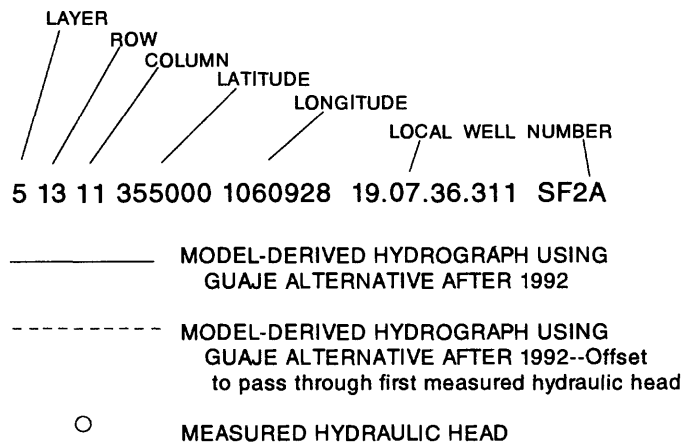 LAYER
ROW
COLUMN
LATITUDE
LONGITUDE
LOCAL WELL NUMBER
5 13 11 355000 1060928 19.07.36.311 SF2A
MODEL-DERIVED HYDROGRAPH USING
GUAJE ALTERNATIVE AFTER 1992
MODEL-DERIVED HYDROGRAPH USING
GUAJE ALTERNATIVE AFTER 1992--Offset
to pass through first measured hydraulic head
MEASURED HYDRAULIC HEAD